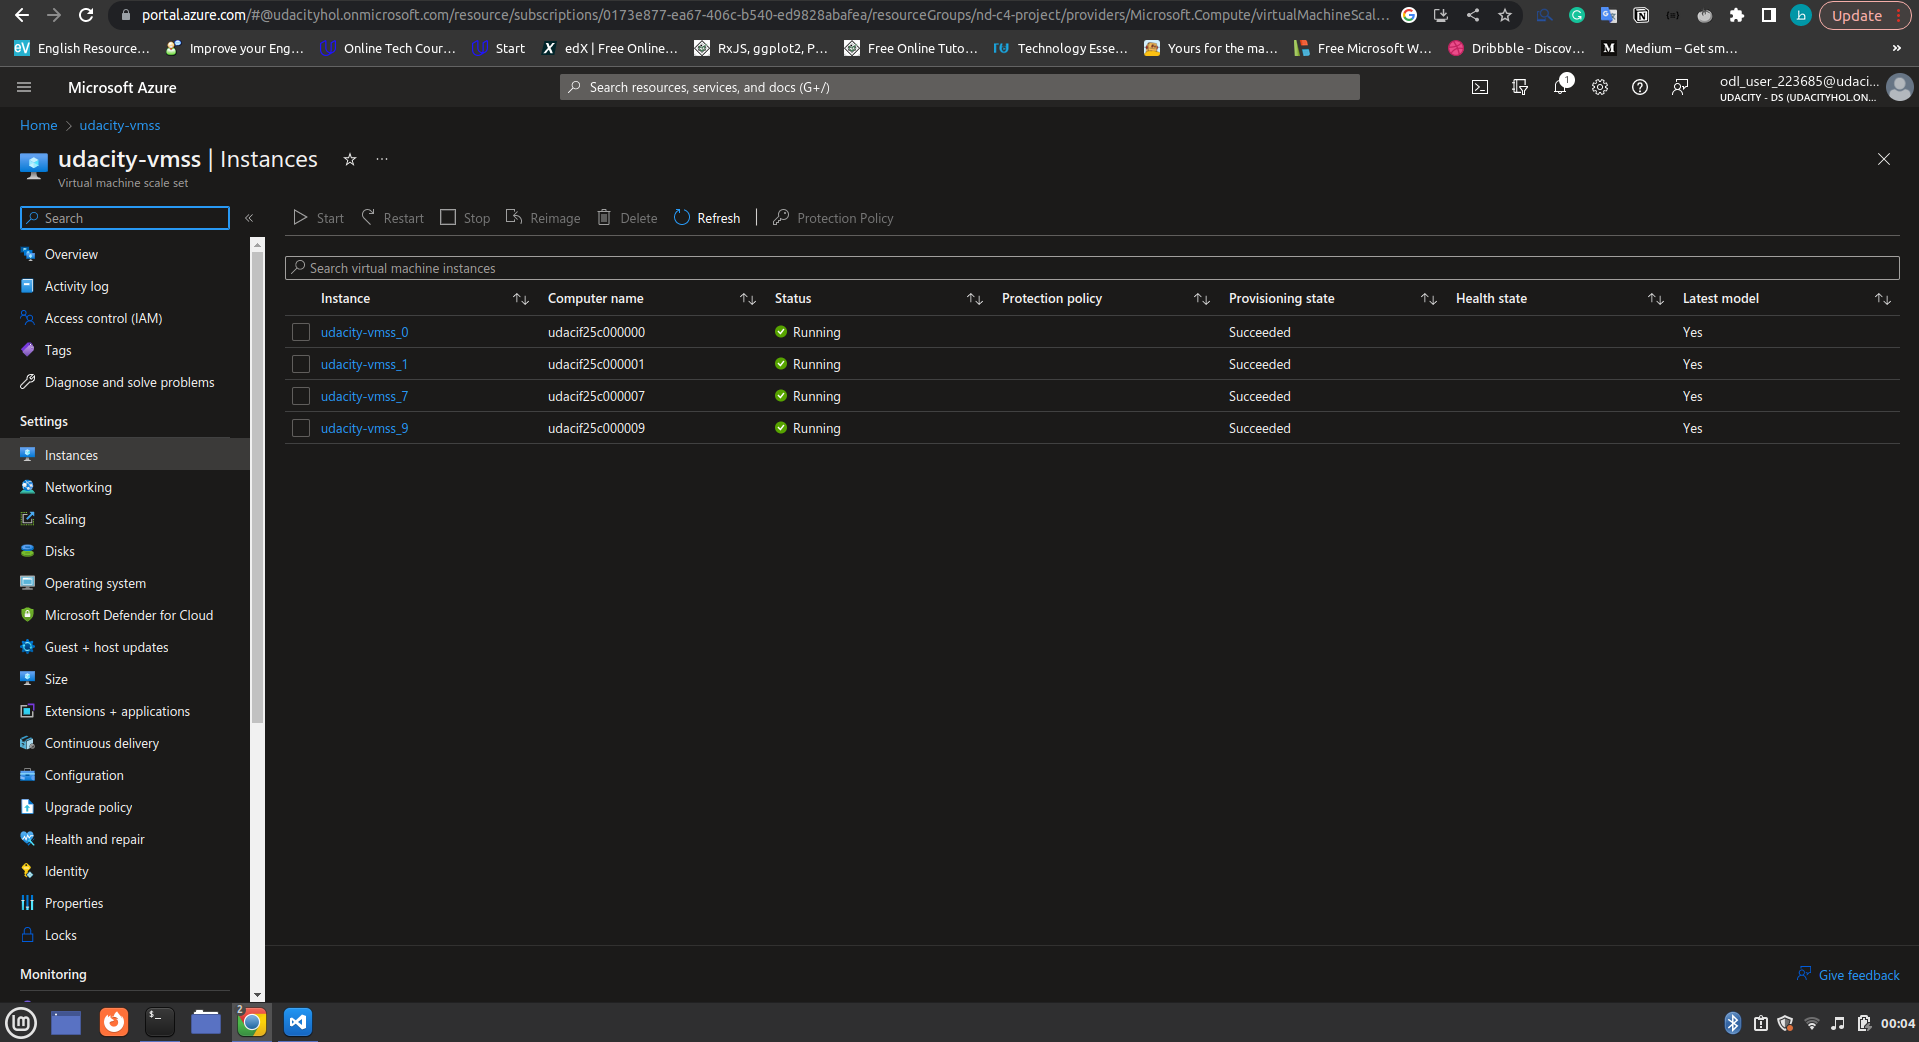 portal.azure.com/#@udacityhol.onmicrosoft.com/resource/subscriptions/0173e877-ea67-406c-b540-ed9828abafea/resourceGroups/nd-c4-project/providers/Microsoft.Compute/virtualMachineScal...
Update
English Resource... Improve your Eng... Online Tech Cour... Start edX | Free Online... RxJS, ggplot2, P... Free Online Tuto... Technology Esse... Yours for the ma... Free Microsoft W... Dribbble - Discov... Medium – Get sm... »
Microsoft Azure
Search resources, services, and docs (G+/)
1
odl_user_223685@udaci...
UDACITY - DS (UDACITYHOL.ON...
Home > udacity-vmss
udacity-vmss | Instances
Virtual machine scale set
Search
Start Restart Stop Reimage Delete Refresh | Protection Policy
Overview
Activity log
Access control (IAM)
Tags
Diagnose and solve problems
Settings
Instances
Networking
Scaling
Disks
Operating system
Microsoft Defender for Cloud
Guest + host updates
Size
Extensions + applications
Continuous delivery
Configuration
Upgrade policy
Health and repair
Identity
Properties
Locks
Monitoring
Search virtual machine instances
Instance Computer name Status Protection policy Provisioning state Health state Latest model
udacity-vmss_0 udacif25c000000 Running Succeeded Yes
udacity-vmss_1 udacif25c000001 Running Succeeded Yes
udacity-vmss_7 udacif25c000007 Running Succeeded Yes
udacity-vmss_9 udacif25c000009 Running Succeeded Yes
Give feedback
2
00:04